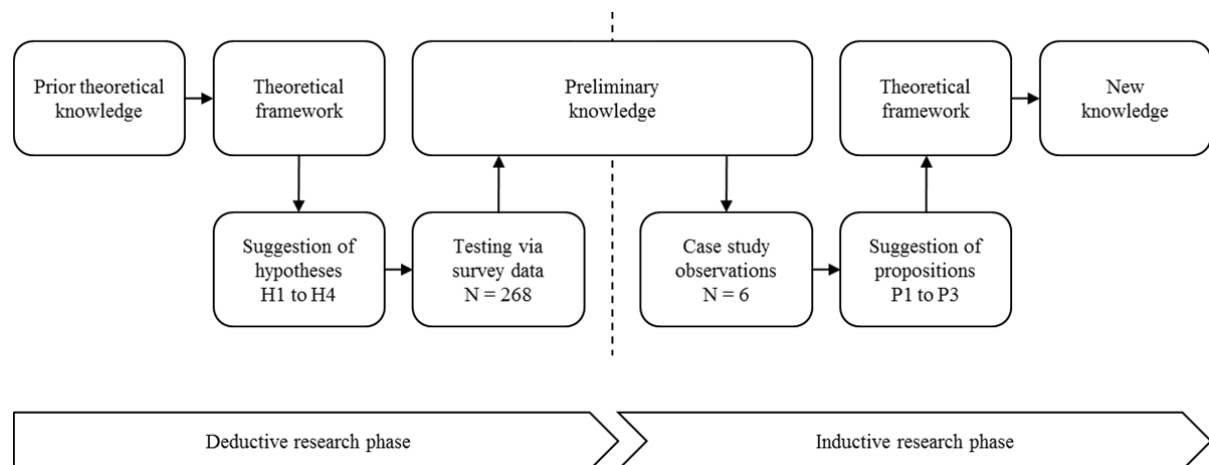 Prior theoretical
knowledge
Theoretical
framework
Preliminary
knowledge
Theoretical
framework
New
knowledge
Suggestion of
hypotheses
H1 to H4
Testing via
survey data
N = 268
Case study
observations
N = 6
Suggestion of
propositions
P1 to P3
Deductive research phase
Inductive research phase